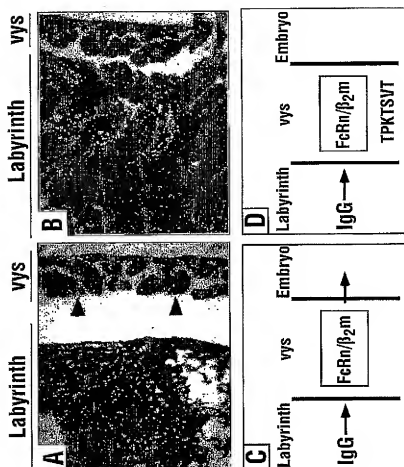 Labyrinth vys
A B
Labyrinth vys
C D
Labyrinth vys Embryo
IgG FcRn/β₂m
Labyrinth vys Embryo
IgG FcRn/β₂m
TPKTSVT